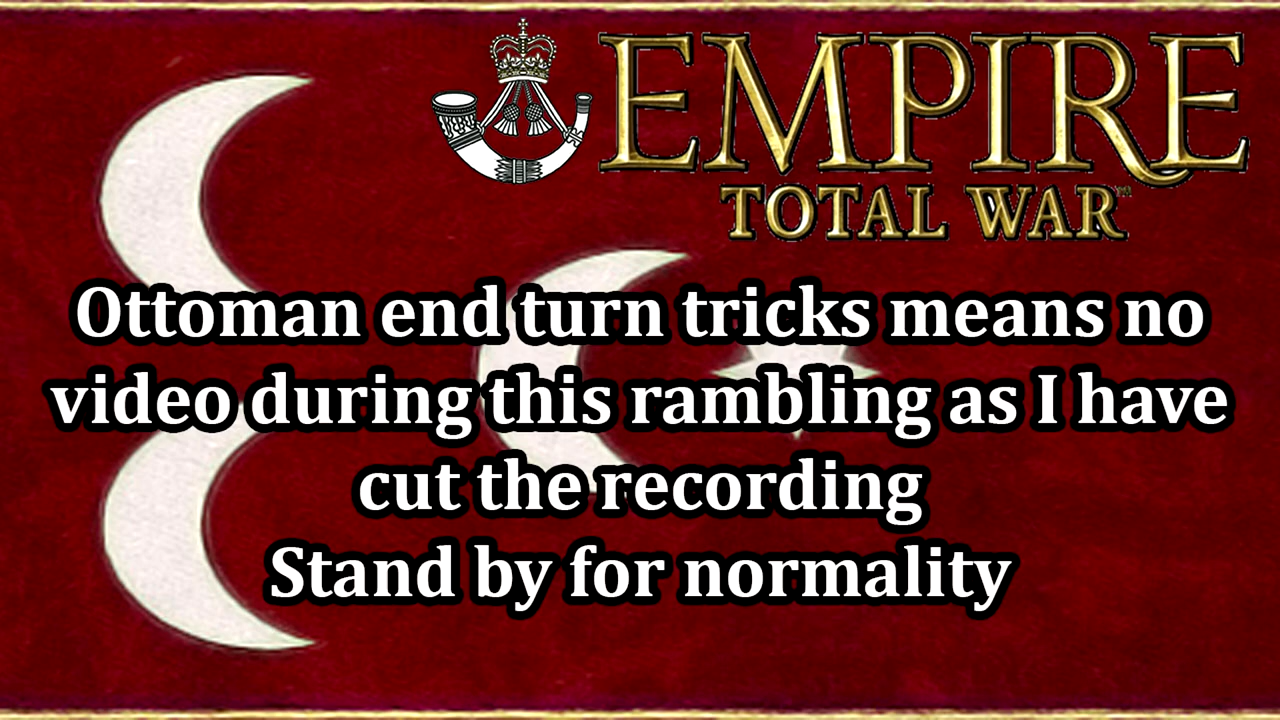 EMPIRE
TOTAL WAR™
Ottoman end turn tricks means no
video during this rambling as I have
cut the recording
Stand by for normality